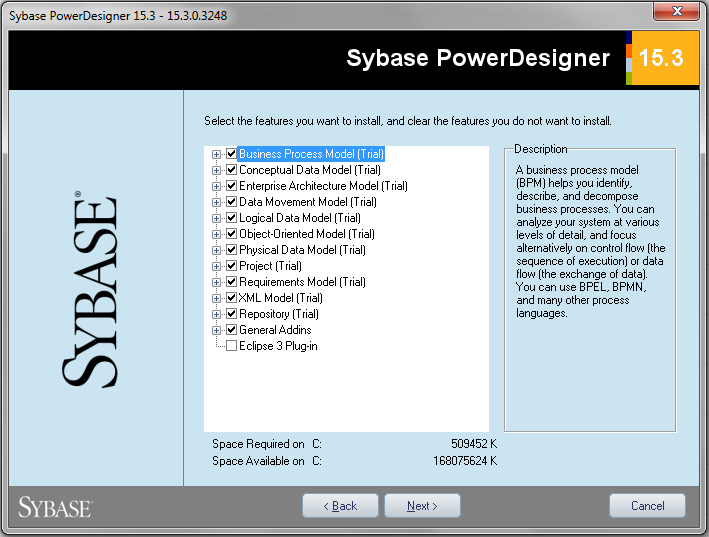 Sybase PowerDesigner 15.3 - 15.3.0.3248
Sybase PowerDesigner 15.3
Select the features you want to install, and clear the features you do not want to install.
Business Process Model (Trial)
Conceptual Data Model (Trial)
Enterprise Architecture Model (Trial)
Data Movement Model (Trial)
Logical Data Model (Trial)
Object-Oriented Model (Trial)
Physical Data Model (Trial)
Project (Trial)
Requirements Model (Trial)
XML Model (Trial)
Repository (Trial)
General Addins
Eclipse 3 Plug-in
Description
A business process model
(BPM) helps you identify,
describe, and decompose
business processes. You can
analyze your system at various
levels of detail, and focus
alternatively on control flow (the
sequence of execution) or data
flow (the exchange of data).
You can use BPEL, BPMN,
and many other process
languages.
SYBASE®
Space Required on C: 509452 K
Space Available on C: 168075624 K
SYBASE
< Back
Next >
Cancel